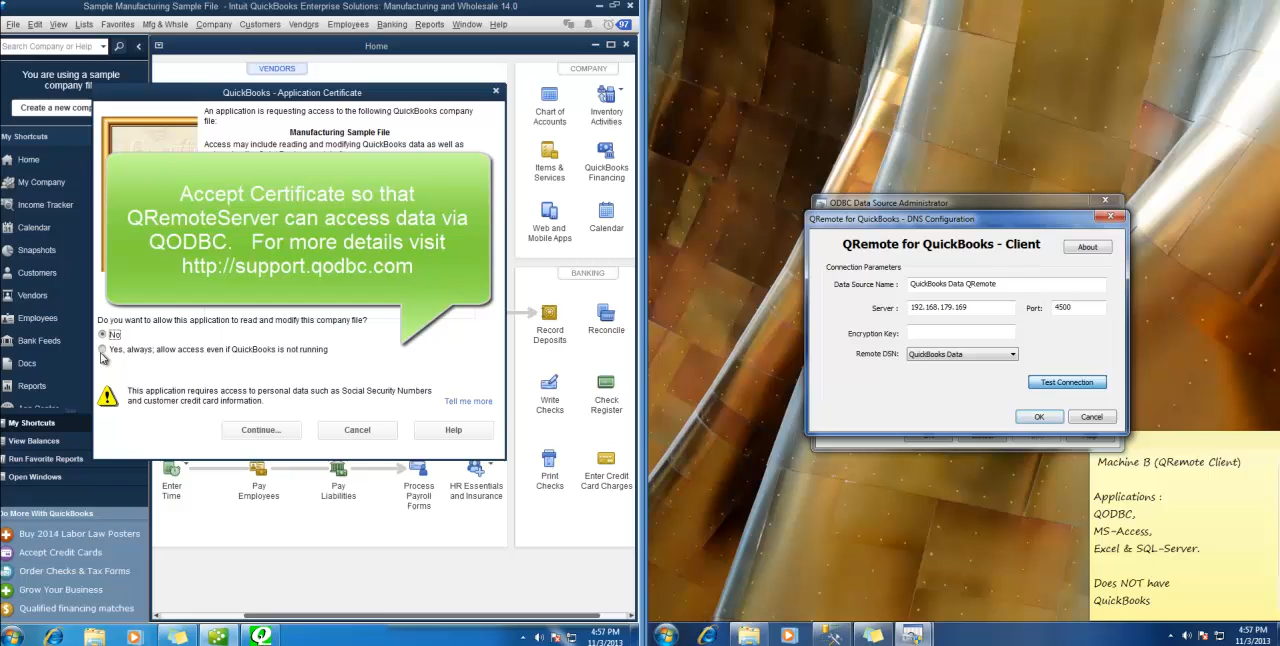 Sample Manufacturing Sample File - Intuit QuickBooks Enterprise Solutions: Manufacturing and Wholesale 14.0
File Edit View Lists Favorites Mfg & Whsle Company Customers Vendors Employees Banking Reports Window Help
97
Search Company or Help
Home
You are using a sample
company fil
Create a new comp
My Shortcuts
Home
My Company
Income Tracker
Calendar
Snapshots
Customers
Vendors
Employees
Bank Feeds
Docs
Reports
My Shortcuts
View Balances
Run Favorite Reports
Open Windows
Do More With QuickBooks
Buy 2014 Labor Law Posters
Accept Credit Cards
Order Checks & Tax Forms
Grow Your Business
Qualified financing matches
VENDORS
QuickBooks - Application Certificate
An application is requesting access to the following QuickBooks company
file:
Manufacturing Sample File
Access may include reading and modifying QuickBooks data as well as
Accept Certificate so that
QRemoteServer can access data via
QODBC. For more details visit
http://support.qodbc.com
Do you want to allow this application to read and modify this company file?
No
Yes, always; allow access even if QuickBooks is not running
This application requires access to personal data such as Social Security Numbers
and customer credit card information.
Tell me more
Continue... Cancel Help
Enter
Time
Pay
Employees
Pay
Liabilities
Process
Payroll
Forms
HR Essentials
and Insurance
COMPANY
Chart of
Accounts
Inventory
Activities
Items &
Services
QuickBooks
Financing
Web and
Mobile Apps
Calendar
BANKING
Record
Deposits
Reconcile
Write
Checks
Check
Register
Print
Checks
Enter Credit
Card Charges
4:57 PM
11/3/2013
ODBC Data Source Administrator
QRemote for QuickBooks - DNS Configuration
QRemote for QuickBooks - Client
About
Connection Parameters
Data Source Name : QuickBooks Data QRemote
Server : 192.168.179.169 Port: 4500
Encryption Key:
Remote DSN: QuickBooks Data
Test Connection
OK Cancel
Machine B (QRemote Client)
Applications :
QODBC,
MS-Access,
Excel & SQL-Server.
Does NOT have
QuickBooks
4:57 PM
11/3/2013